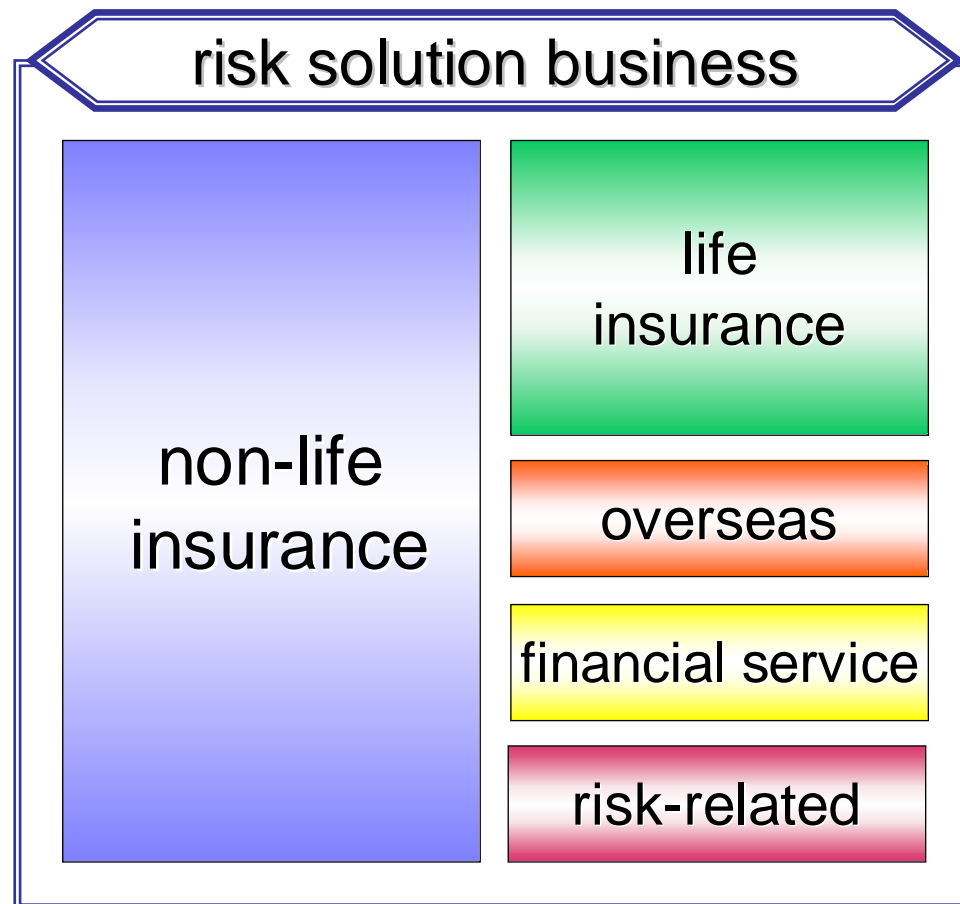 risk solution business
non-life
insurance
life
insurance
overseas
financial service
risk-related